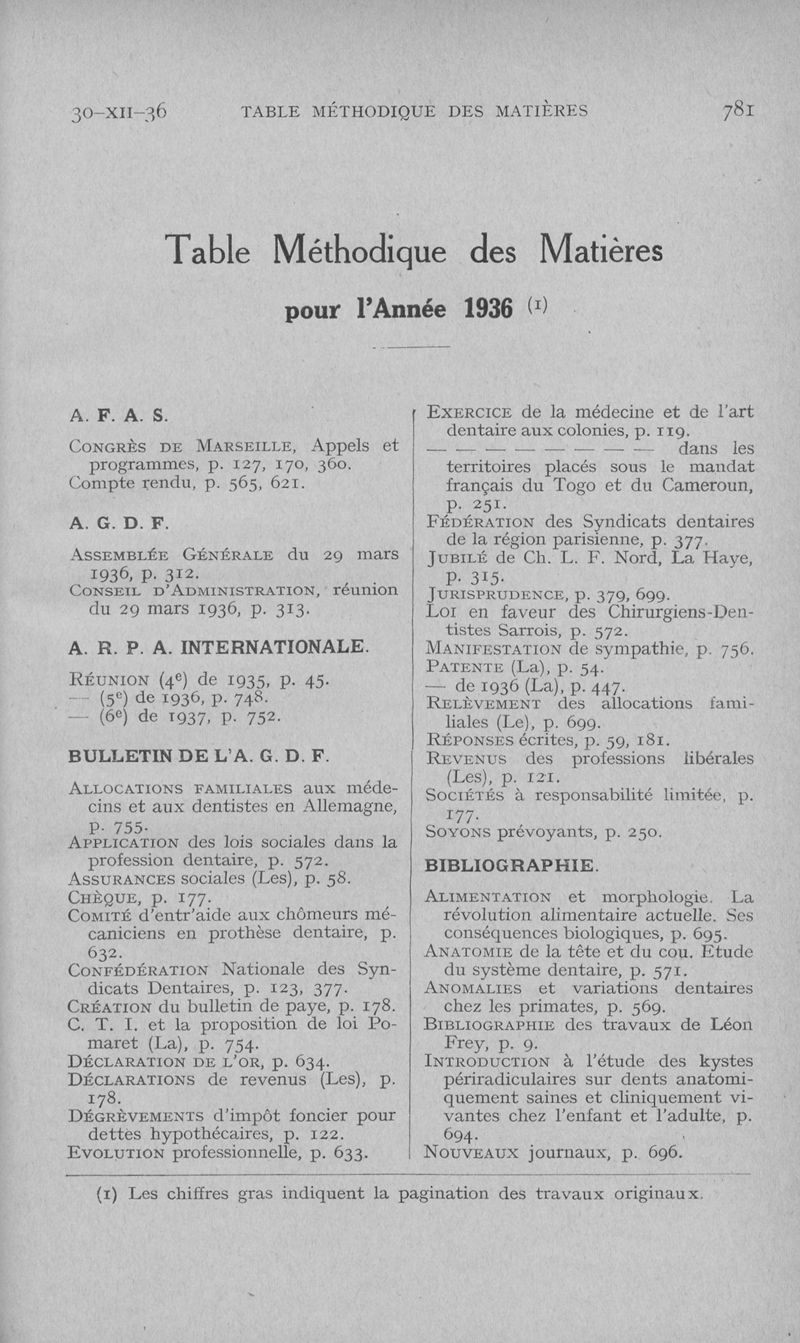 30-XII-36 TABLE MÉTHODIQUE DES MATIÈRES 781
Table Méthodique des Matières
pour l'Année 1936 (1)
A. F. A. S.
CONGRÈS DE MARSEILLE, Appels et
programmes, p. 127, 170, 360.
Compte rendu, p. 565, 621.
A. G. D. F.
ASSEMBLÉE GÉNÉRALE du 29 mars
1936, p. 312.
CONSEIL D'ADMINISTRATION, réunion
du 29 mars 1936, p. 313.
A. R. P. A. INTERNATIONALE.
RÉUNION (4e) de 1935, p. 45.
— (5e) de 1936, p. 748.
— (6e) de 1937, p. 752.
BULLETIN DE L'A. G. D. F.
ALLOCATIONS FAMILIALES aux méde-
cins et aux dentistes en Allemagne,
p. 755.
APPLICATION des lois sociales dans la
profession dentaire, p. 572.
ASSURANCES sociales (Les), p. 58.
CHÈQUE, p. 177.
COMITÉ d'entr'aide aux chômeurs mé-
caniciens en prothèse dentaire, p.
632.
CONFÉDÉRATION Nationale des Syn-
dicats Dentaires, p. 123, 377.
CRÉATION du bulletin de paye, p. 178.
C. T. I. et la proposition de loi Po-
maret (La), p. 754.
DÉCLARATION DE L'OR, p. 634.
DÉCLARATIONS de revenus (Les), p.
178.
DÉGRÈVEMENTS d'impôt foncier pour
dettes hypothécaires, p. 122.
EVOLUTION professionnelle, p. 633.
EXERCICE de la médecine et de l'art
dentaire aux colonies, p. 119.
— — — — — — — — dans les
territoires placés sous le mandat
français du Togo et du Cameroun,
p. 251.
FÉDÉRATION des Syndicats dentaires
de la région parisienne, p. 377.
JUBILÉ de Ch. L. F. Nord, La Haye,
p. 315.
JURISPRUDENCE, p. 379, 699.
LOI en faveur des Chirurgiens-Den-
tistes Sarrois, p. 572.
MANIFESTATION de sympathie, p. 756.
PATENTE (La), p. 54.
— de 1936 (La), p. 447.
RELÈVEMENT des allocations fami-
liales (Le), p. 699.
RÉPONSES écrites, p. 59, 181.
REVENUS des professions libérales
(Les), p. 121.
SOCIÉTÉS à responsabilité limitée, p.
177.
SOYONS prévoyants, p. 250.
BIBLIOGRAPHIE.
ALIMENTATION et morphologie. La
révolution alimentaire actuelle. Ses
conséquences biologiques, p. 695.
ANATOMIE de la tête et du cou. Etude
du système dentaire, p. 571.
ANOMALIES et variations dentaires
chez les primates, p. 569.
BIBLIOGRAPHIE des travaux de Léon
Frey, p. 9.
INTRODUCTION à l'étude des kystes
périradiculaires sur dents anatomi-
quement saines et cliniquement vi-
vantes chez l'enfant et l'adulte, p.
694.
NOUVEAUX journaux, p. 696.
(1) Les chiffres gras indiquent la pagination des travaux originaux.